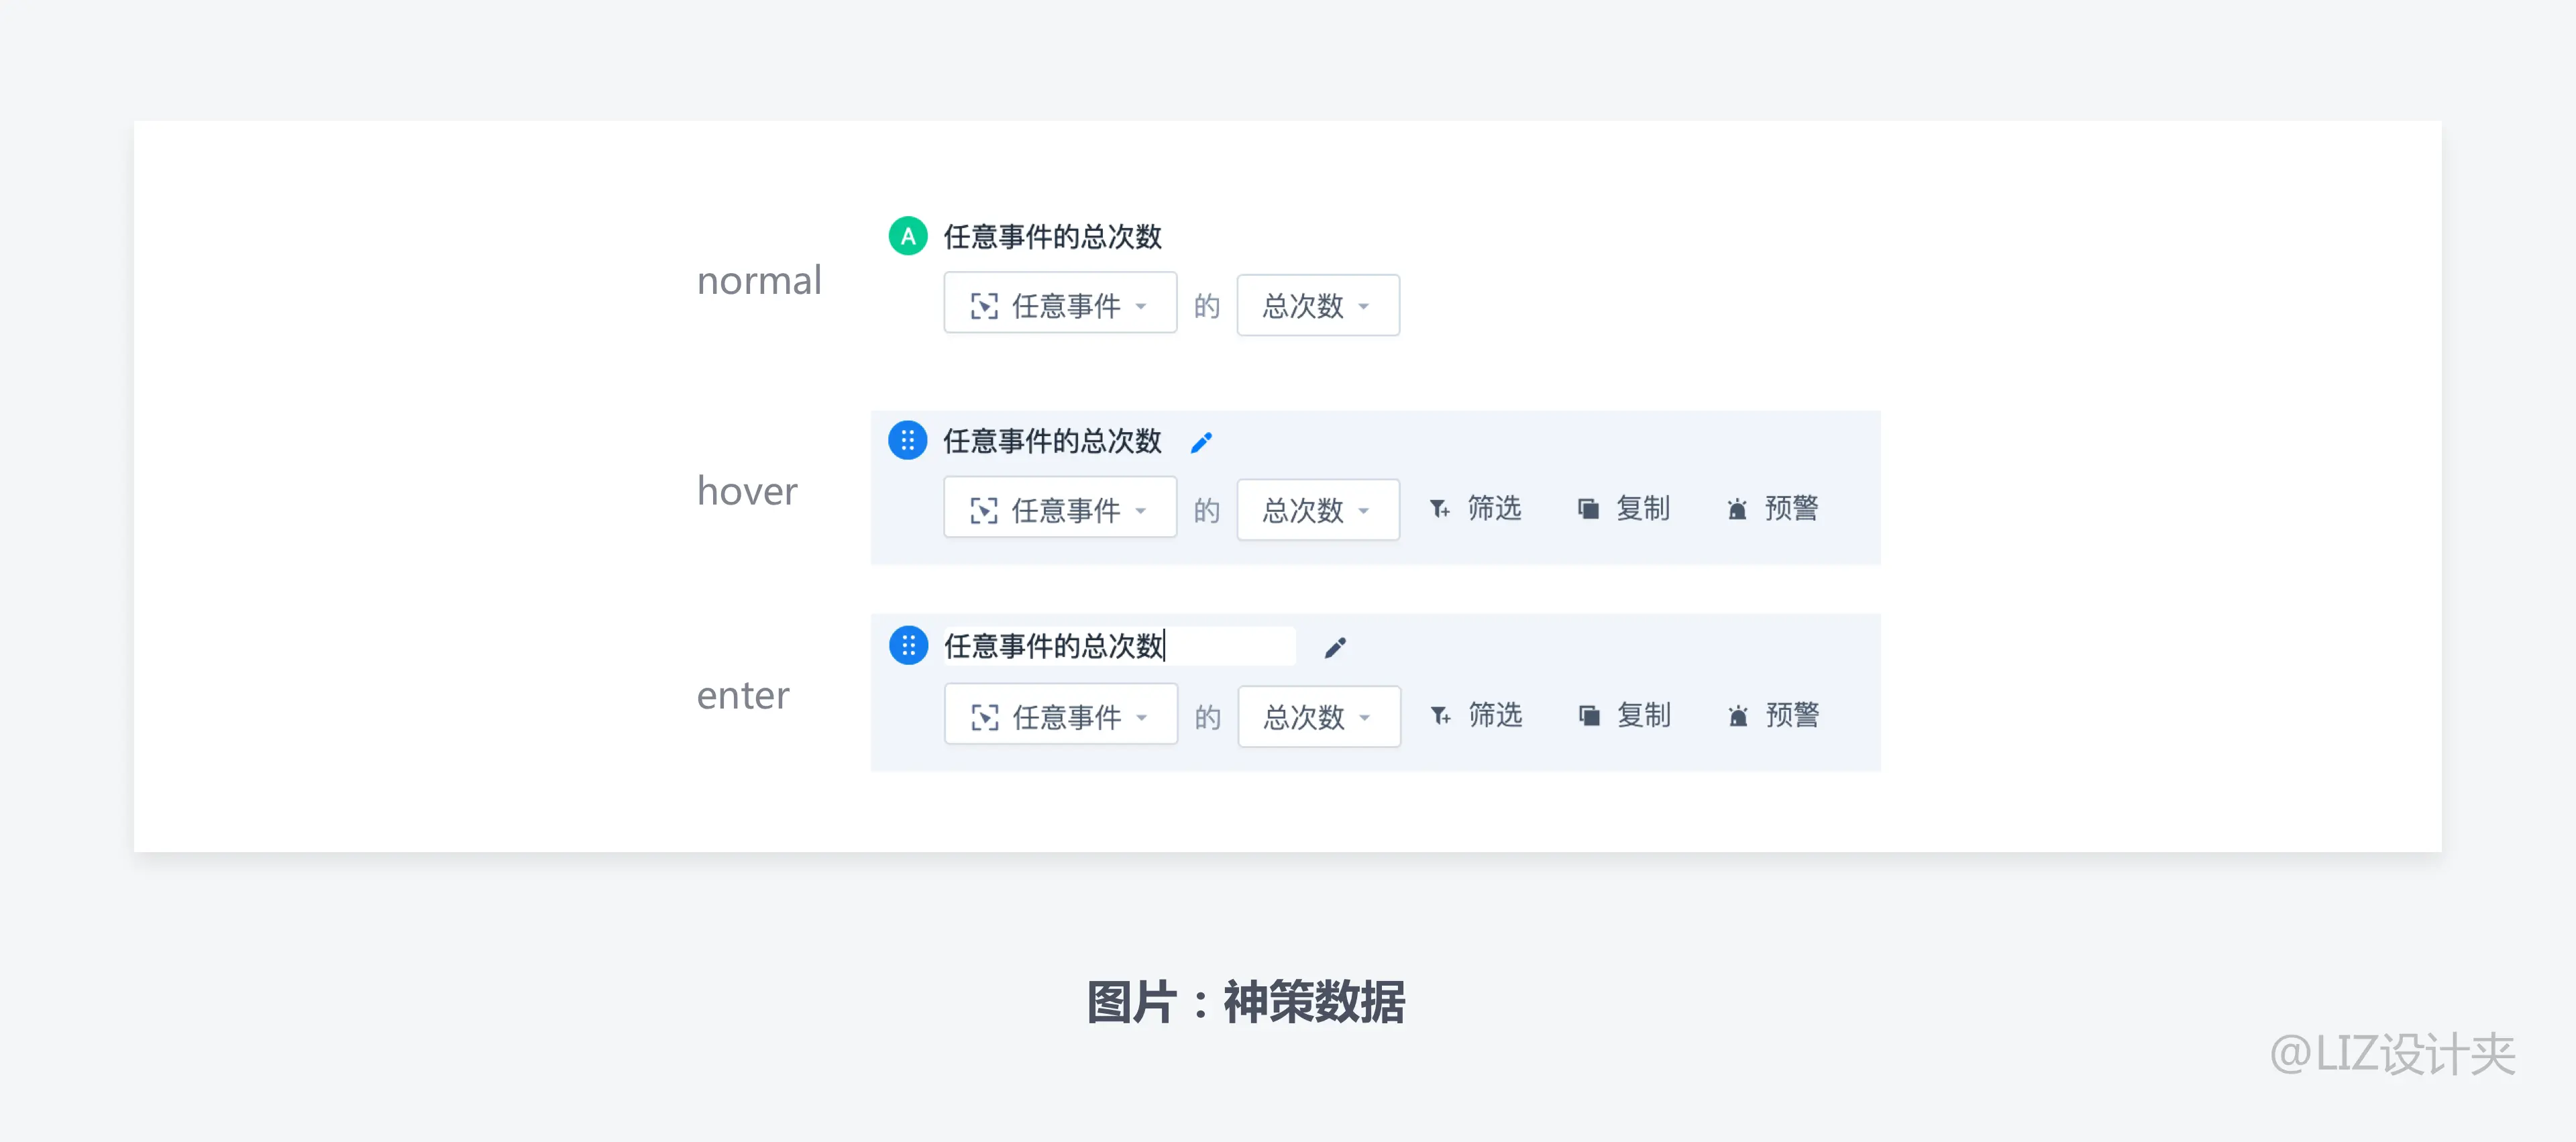 A 任意事件的总次数
normal
任意事件 的 总次数
任意事件的总次数
hover
任意事件 的 总次数 筛选 复制 预警
任意事件的总次数
enter
任意事件 的 总次数 筛选 复制 预警
图片：神策数据
@LIZ设计夹